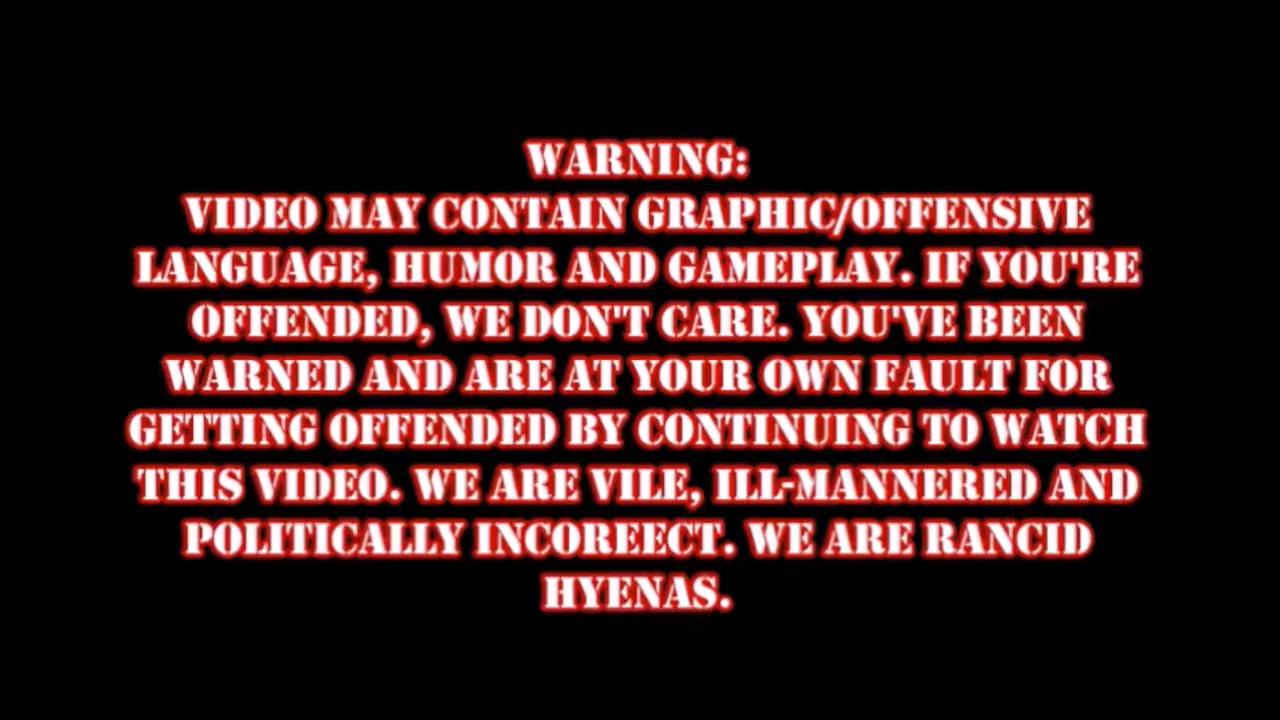 WARNING:
VIDEO MAY CONTAIN GRAPHIC/OFFENSIVE
LANGUAGE, HUMOR AND GAMEPLAY. IF YOU'RE
OFFENDED, WE DON'T CARE. YOU'VE BEEN
WARNED AND ARE AT YOUR OWN FAULT FOR
GETTING OFFENDED BY CONTINUING TO WATCH
THIS VIDEO. WE ARE VILE, ILL-MANNERED AND
POLITICALLY INCOREECT. WE ARE RANCID
HYENAS.